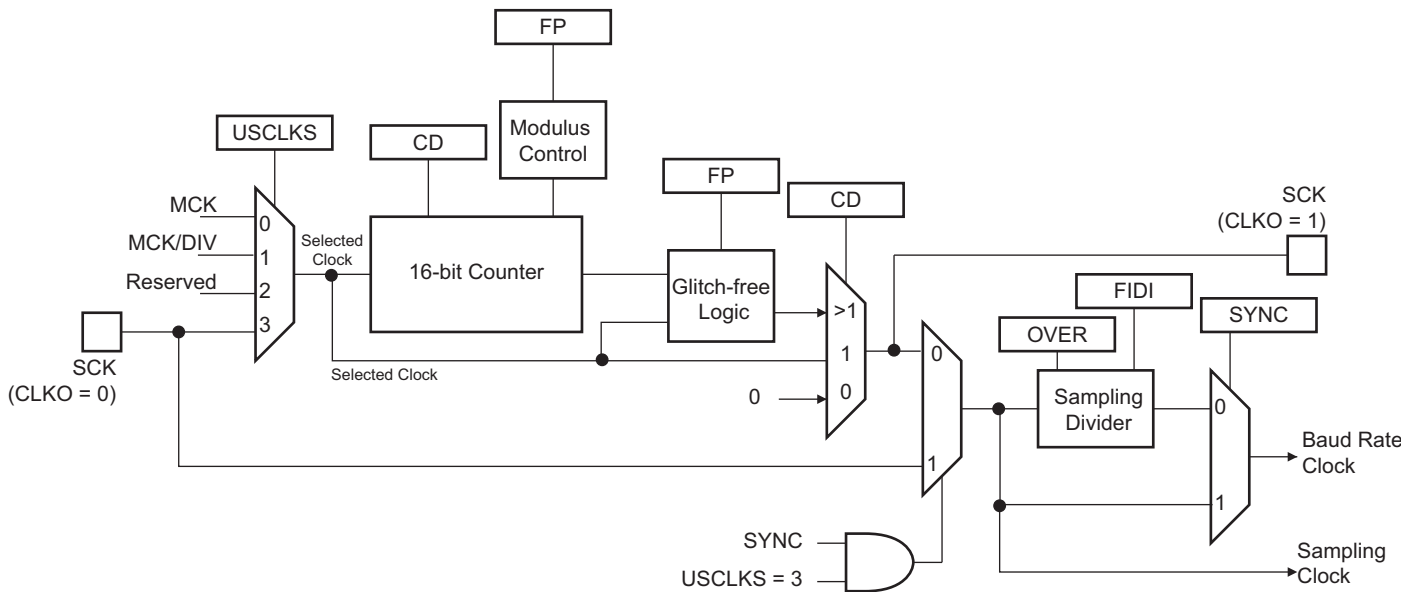 FP
USCLKS
CD
Modulus
Control
FP
CD
SCK
(CLKO = 1)
MCK
0
MCK/DIV
1
Reserved
2
3
Selected
Clock
16-bit Counter
Glitch-free
Logic
>1
1
0
0
Selected Clock
SCK
(CLKO = 0)
0
1
FIDI
OVER
SYNC
Sampling
Divider
0
1
Baud Rate
Clock
SYNC
USCLKS = 3
Sampling
Clock